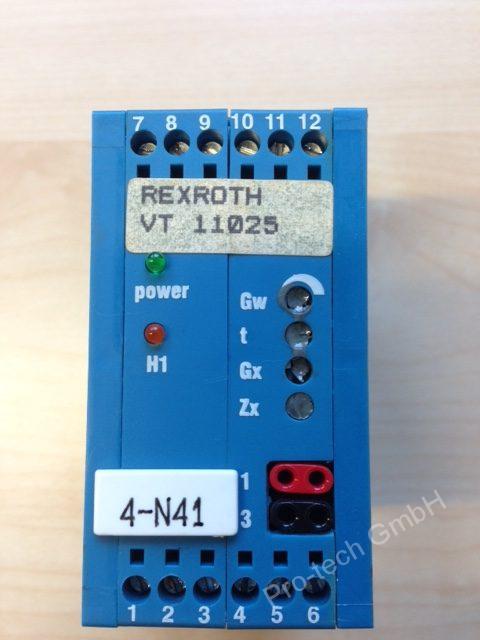 7 8 9 10 11 12
REXROTH
VT 11025
power
Gw
t
H1
Gx
Zx
1
4-N41
3
1 2 3 4 5 6
Pro-tech GmbH